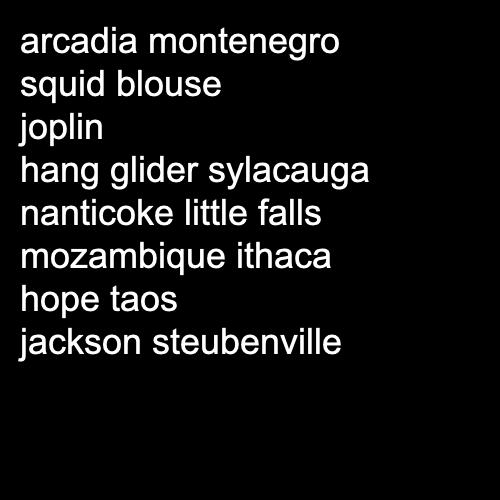 arcadia montenegro
squid blouse
joplin
hang glider sylacauga
nanticoke little falls
mozambique ithaca
hope taos
jackson steubenville